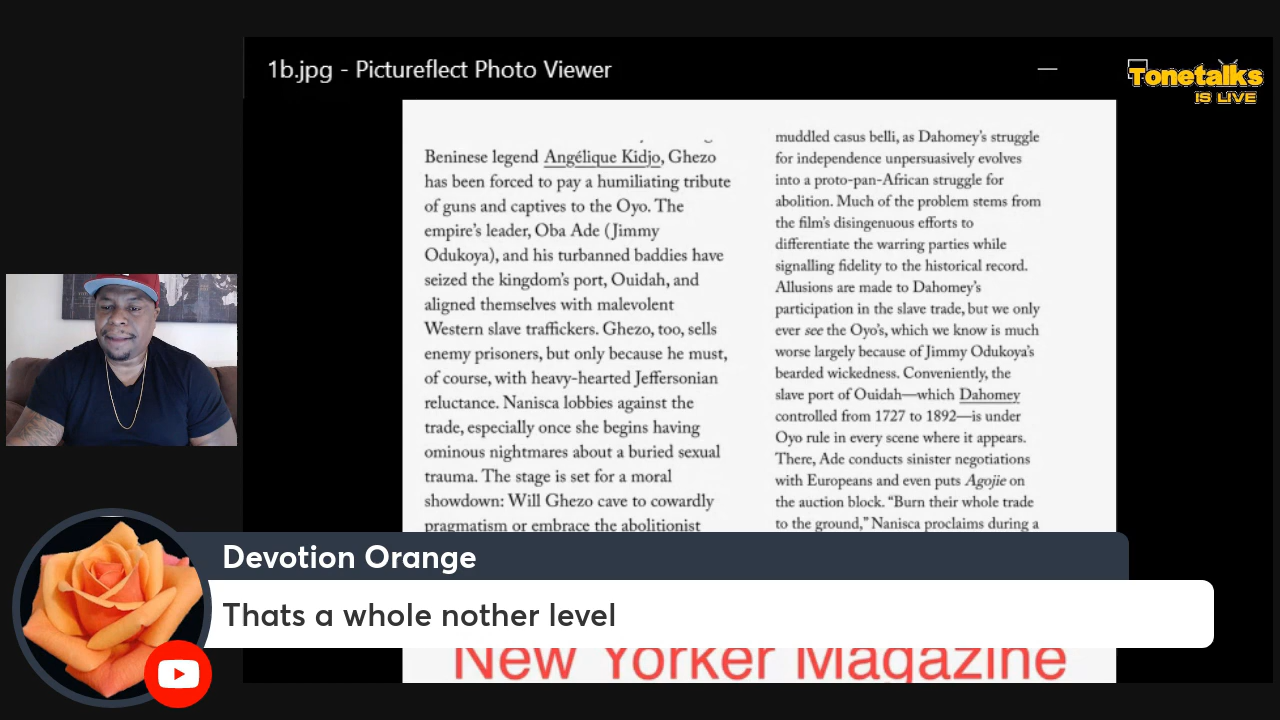 1b.jpg - Pictureflect Photo Viewer
Tonetalks
IS LIVE
Beninese legend Angélique Kidjo, Ghezo
has been forced to pay a humiliating tribute
of guns and captives to the Oyo. The
empire’s leader, Oba Ade (Jimmy
Odukoya), and his turbanned baddies have
seized the kingdom’s port, Ouidah, and
aligned themselves with malevolent
Western slave traffickers. Ghezo, too, sells
enemy prisoners, but only because he must,
of course, with heavy-hearted Jeffersonian
reluctance. Nanisca lobbies against the
trade, especially once she begins having
ominous nightmares about a buried sexual
trauma. The stage is set for a moral
showdown: Will Ghezo cave to cowardly
pragmatism or embrace the abolitionist
muddled casus belli, as Dahomey’s struggle
for independence unpersuasively evolves
into a proto-pan-African struggle for
abolition. Much of the problem stems from
the film’s disingenuous efforts to
differentiate the warring parties while
signalling fidelity to the historical record.
Allusions are made to Dahomey’s
participation in the slave trade, but we only
ever see the Oyo’s, which we know is much
worse largely because of Jimmy Odukoya’s
bearded wickedness. Conveniently, the
slave port of Ouidah—which Dahomey
controlled from 1727 to 1892—is under
Oyo rule in every scene where it appears.
There, Ade conducts sinister negotiations
with Europeans and even puts Agojie on
the auction block. “Burn their whole trade
to the ground,” Nanisca proclaims during a
Devotion Orange
Thats a whole nother level
New Yorker Magazine